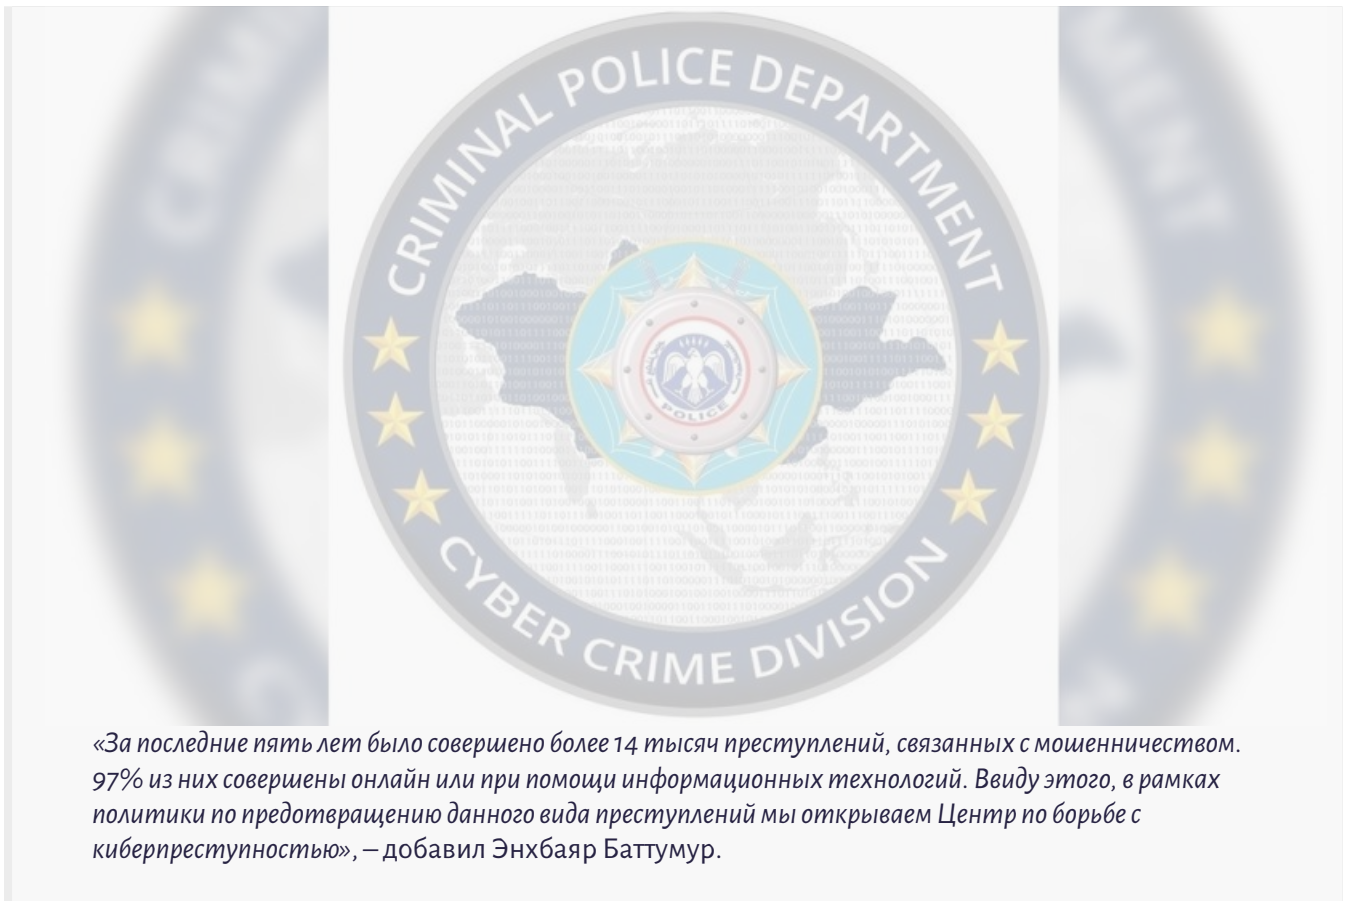 CRIMINAL POLICE DEPARTMENT
POLICE
CYBER CRIME DIVISION
«За последние пять лет было совершено более 14 тысяч преступлений, связанных с мошенничеством.
97% из них совершены онлайн или при помощи информационных технологий. Ввиду этого, в рамках
политики по предотвращению данного вида преступлений мы открываем Центр по борьбе с
киберпреступностью», – добавил Энхбаяр Баттумур.